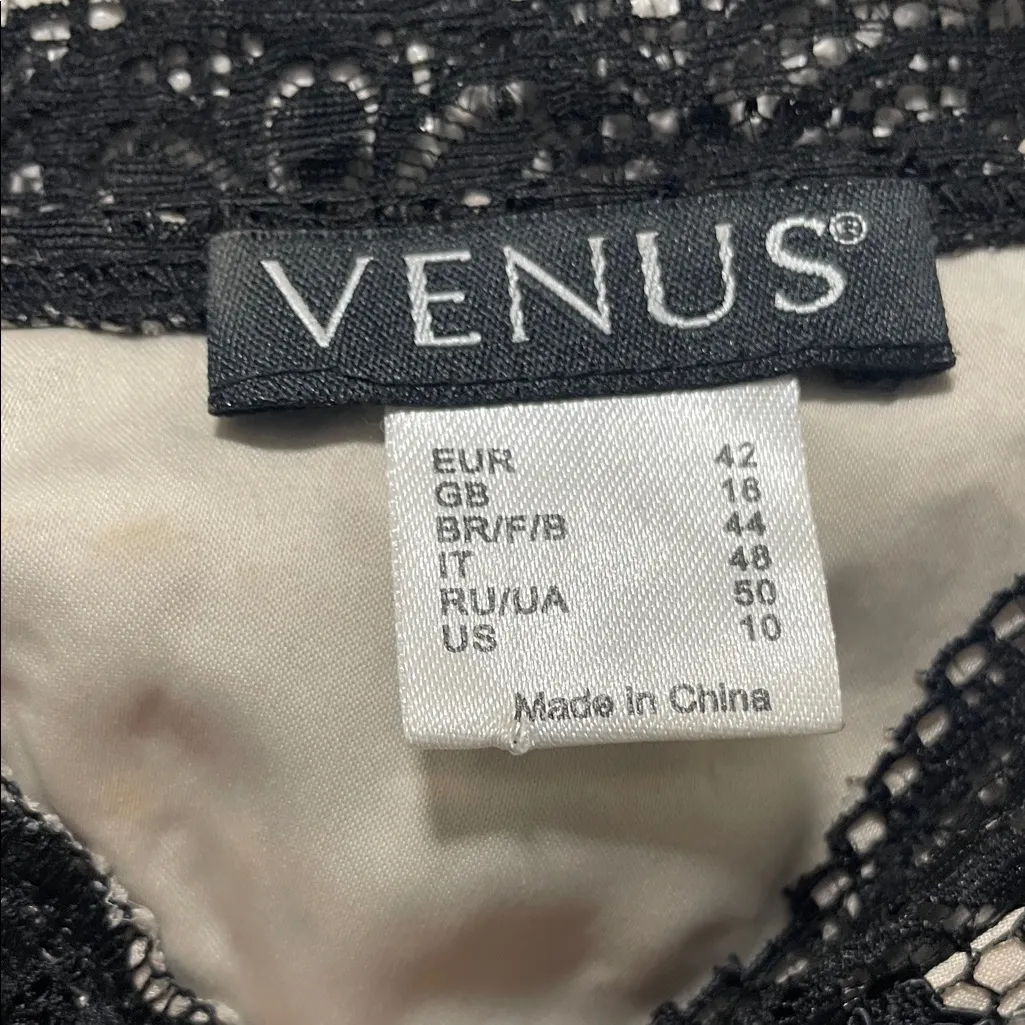 VENUS®
EUR 42
GB 16
BR/F/B 44
IT 48
RU/UA 50
US 10
Made in China